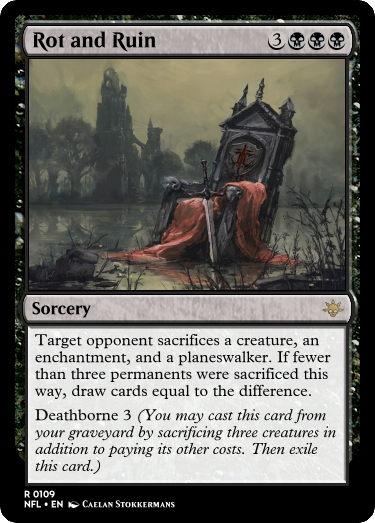 Rot and Ruin 3
Sorcery
Target opponent sacrifices a creature, an
enchantment, and a planeswalker. If fewer
than three permanents were sacrificed this
way, draw cards equal to the difference.
Deathborne 3 (You may cast this card from
your graveyard by sacrificing three creatures in
addition to paying its other costs. Then exile
this card.)
R 0109
NFL • EN Caelan Stokkermans